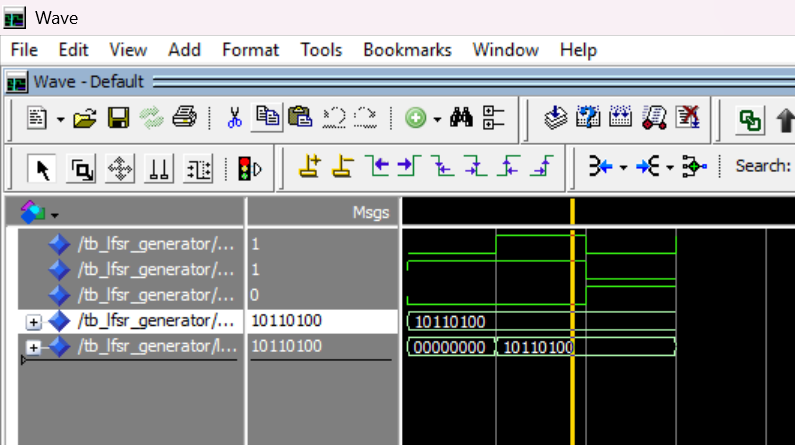 Wave
File Edit View Add Format Tools Bookmarks Window Help
Wave - Default
Search:
Msgs
/tb_lfsr_generator/... 1
/tb_lfsr_generator/... 1
/tb_lfsr_generator/... 0
/tb_lfsr_generator/... 10110100 10110100
/tb_lfsr_generator/l... 10110100 00000000 10110100